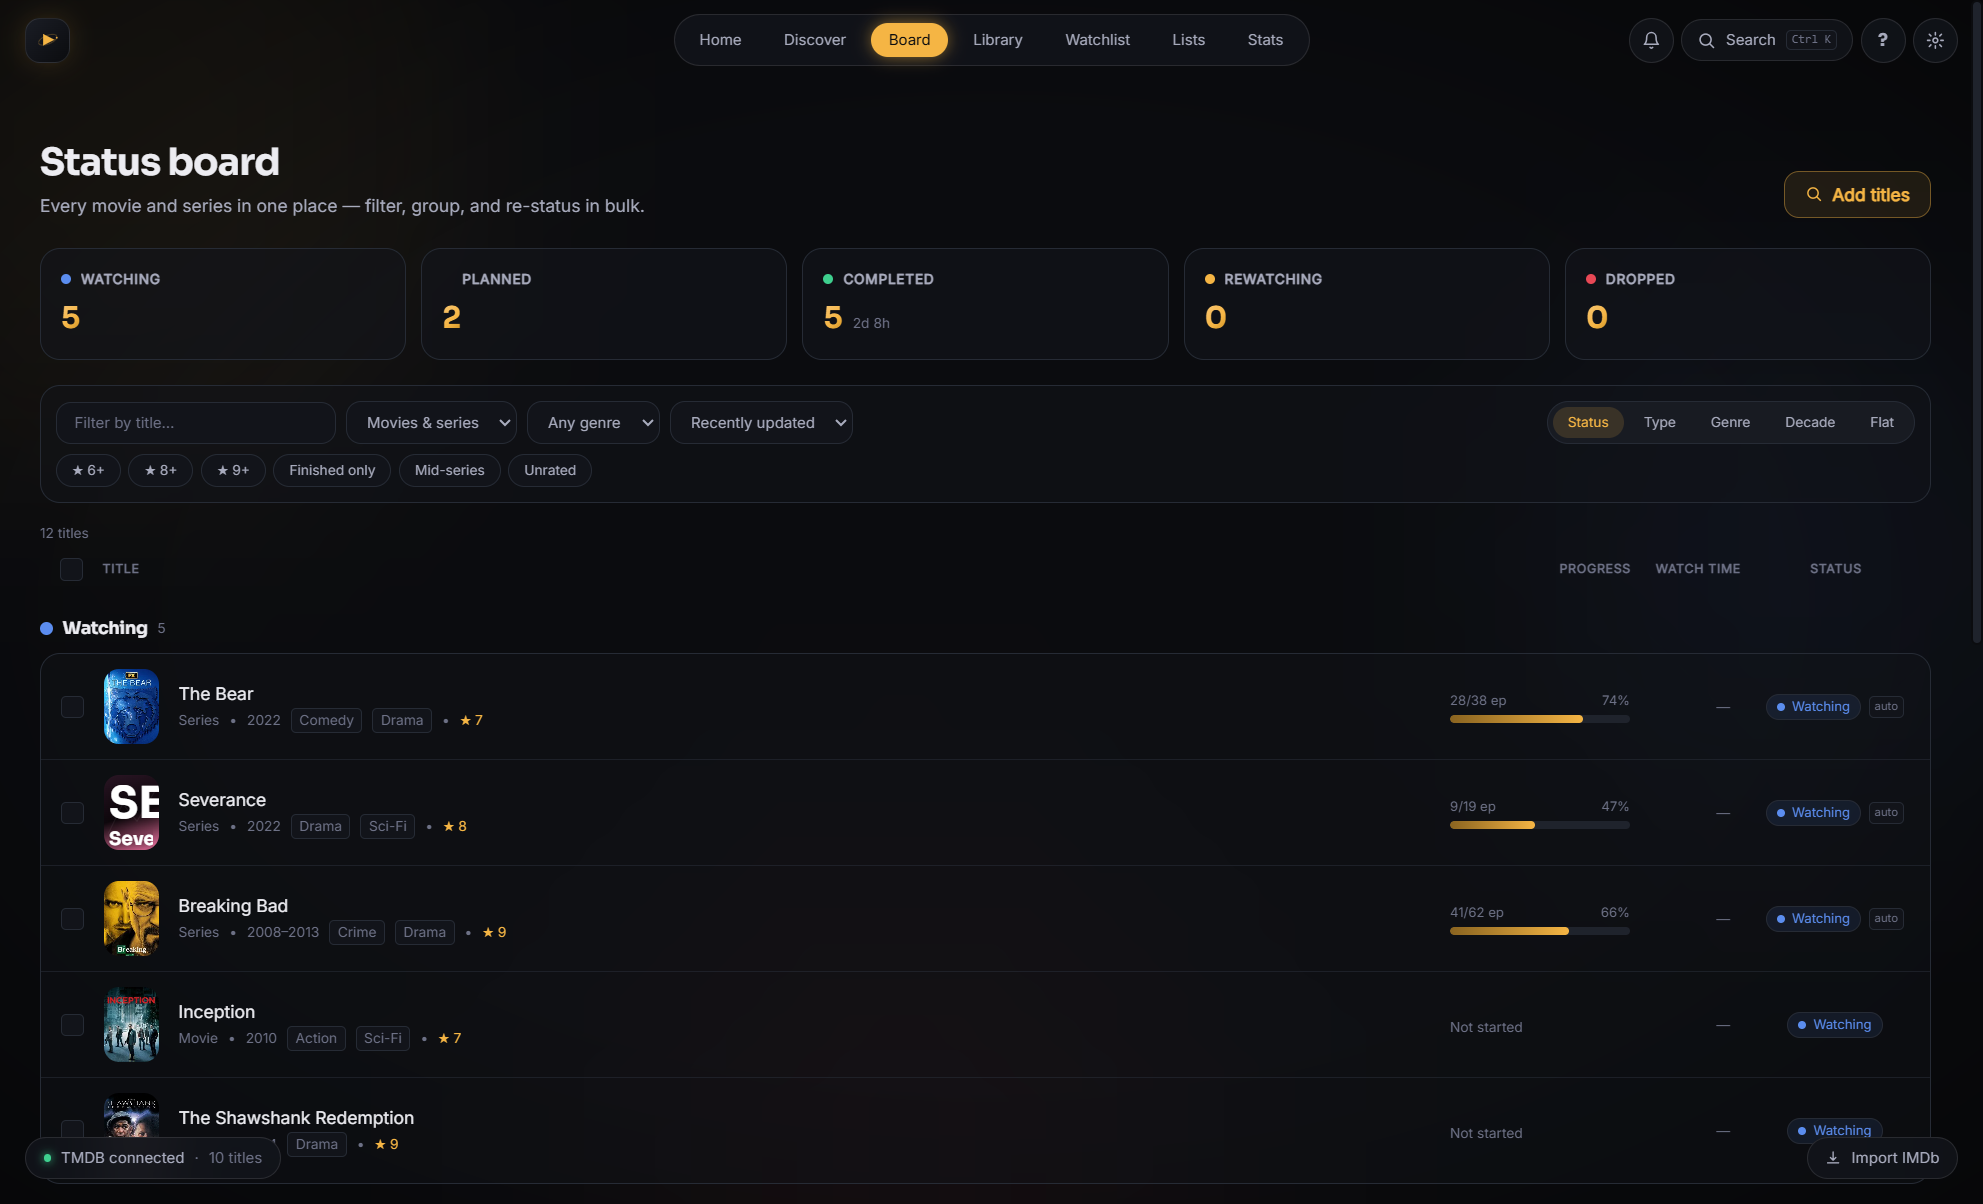 Home Discover Board Library Watchlist Lists Stats
Search Ctrl K ?
Status board
Every movie and series in one place — filter, group, and re-status in bulk.
Add titles
WATCHING
5
PLANNED
2
COMPLETED
5 2d 8h
REWATCHING
0
DROPPED
0
Filter by title... Movies & series Any genre Recently updated
Status Type Genre Decade Flat
★ 6+ ★ 8+ ★ 9+ Finished only Mid-series Unrated
12 titles
TITLE PROGRESS WATCH TIME STATUS
Watching 5
THE BEAR
The Bear
Series • 2022 Comedy Drama • ★ 7
28/38 ep 74%
— Watching auto
SE
Seve
Severance
Series • 2022 Drama Sci-Fi • ★ 8
9/19 ep 47%
— Watching auto
Breaking
Breaking Bad
Series • 2008–2013 Crime Drama • ★ 9
41/62 ep 66%
— Watching auto
INCEPTION
Inception
Movie • 2010 Action Sci-Fi • ★ 7
Not started — Watching
The Shawshank Redemption
Drama • ★ 9
Not started — Watching
TMDB connected · 10 titles
Import IMDb